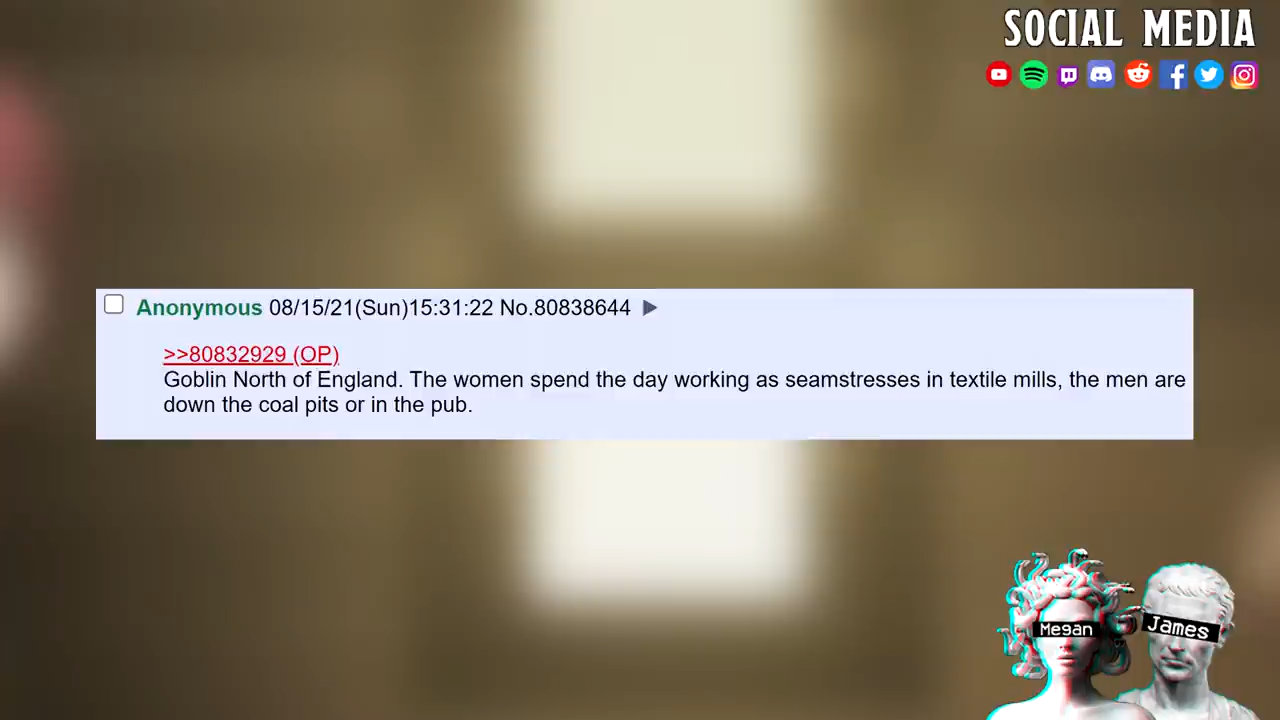 SOCIAL MEDIA
Anonymous 08/15/21(Sun)15:31:22 No.80838644
>>80832929 (OP)
Goblin North of England. The women spend the day working as seamstresses in textile mills, the men are
down the coal pits or in the pub.
Megan
James